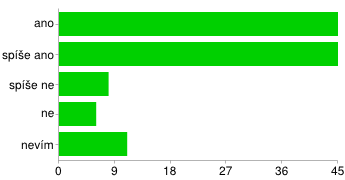 ano
spíše ano
spíše ne
ne
nevím
0 9 18 27 36 45